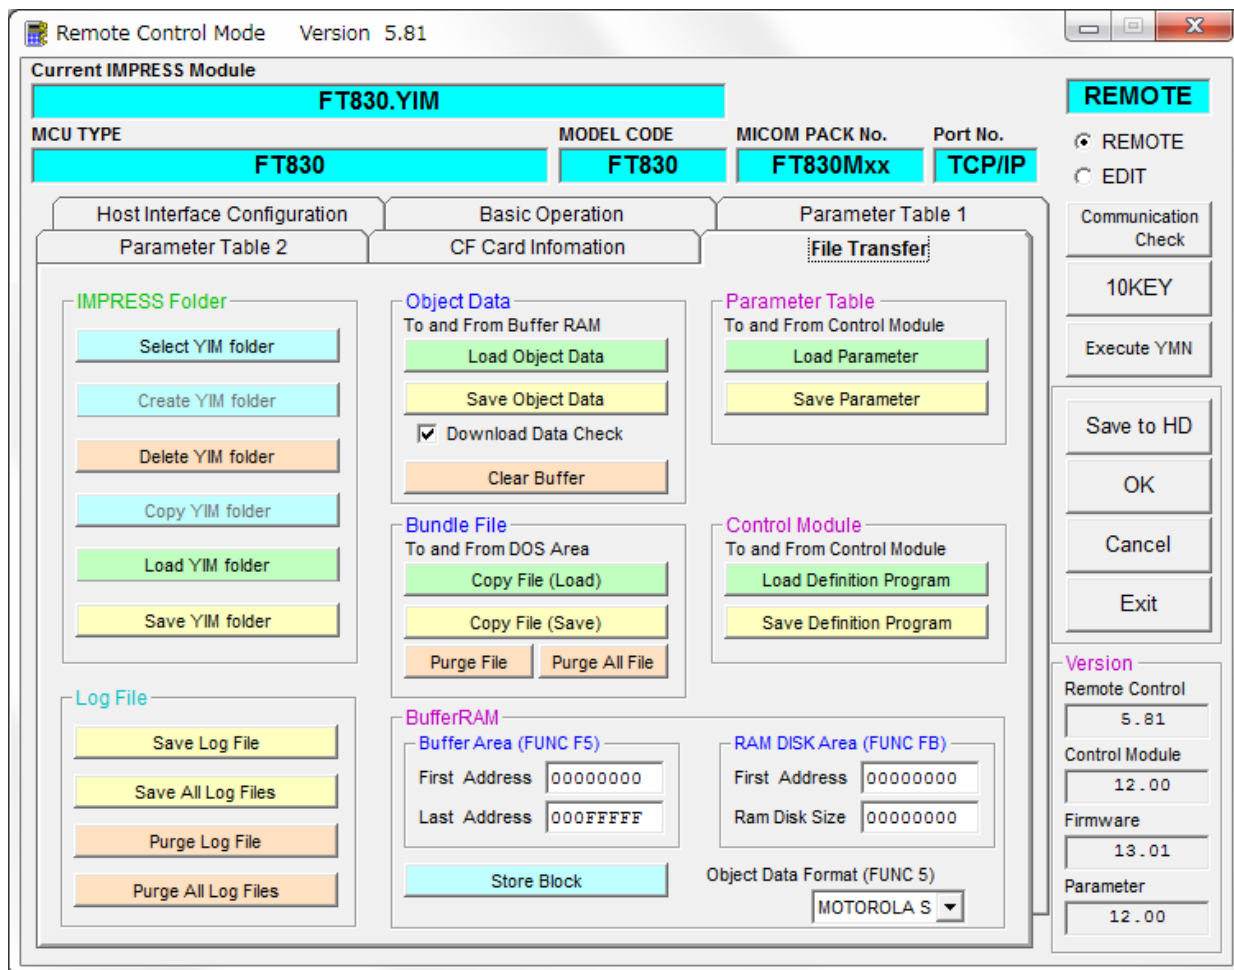 Remote Control Mode Version 5.81
Current IMPRESS Module
FT830.YIM
REMOTE
MCU TYPE
MODEL CODE
MICOM PACK No.
Port No.
FT830
FT830
FT830Mxx
TCP/IP
REMOTE
EDIT
Host Interface Configuration
Basic Operation
Parameter Table 1
Parameter Table 2
CF Card Infomation
File Transfer
Communication
Check
10KEY
Execute YMN
Save to HD
OK
Cancel
Exit
IMPRESS Folder
Select YIM folder
Create YIM folder
Delete YIM folder
Copy YIM folder
Load YIM folder
Save YIM folder
Log File
Save Log File
Save All Log Files
Purge Log File
Purge All Log Files
Object Data
To and From Buffer RAM
Load Object Data
Save Object Data
Download Data Check
Clear Buffer
Bundle File
To and From DOS Area
Copy File (Load)
Copy File (Save)
Purge File
Purge All File
Parameter Table
To and From Control Module
Load Parameter
Save Parameter
Control Module
To and From Control Module
Load Definition Program
Save Definition Program
BufferRAM
Buffer Area (FUNC F5)
First Address 00000000
Last Address 000FFFFF
RAM DISK Area (FUNC FB)
First Address 00000000
Ram Disk Size 00000000
Store Block
Object Data Format (FUNC 5)
MOTOROLA S
Version
Remote Control
5.81
Control Module
12.00
Firmware
13.01
Parameter
12.00